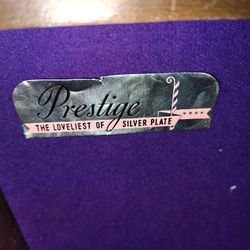 Prestige
THE LOVELIEST OF SILVER PLATE